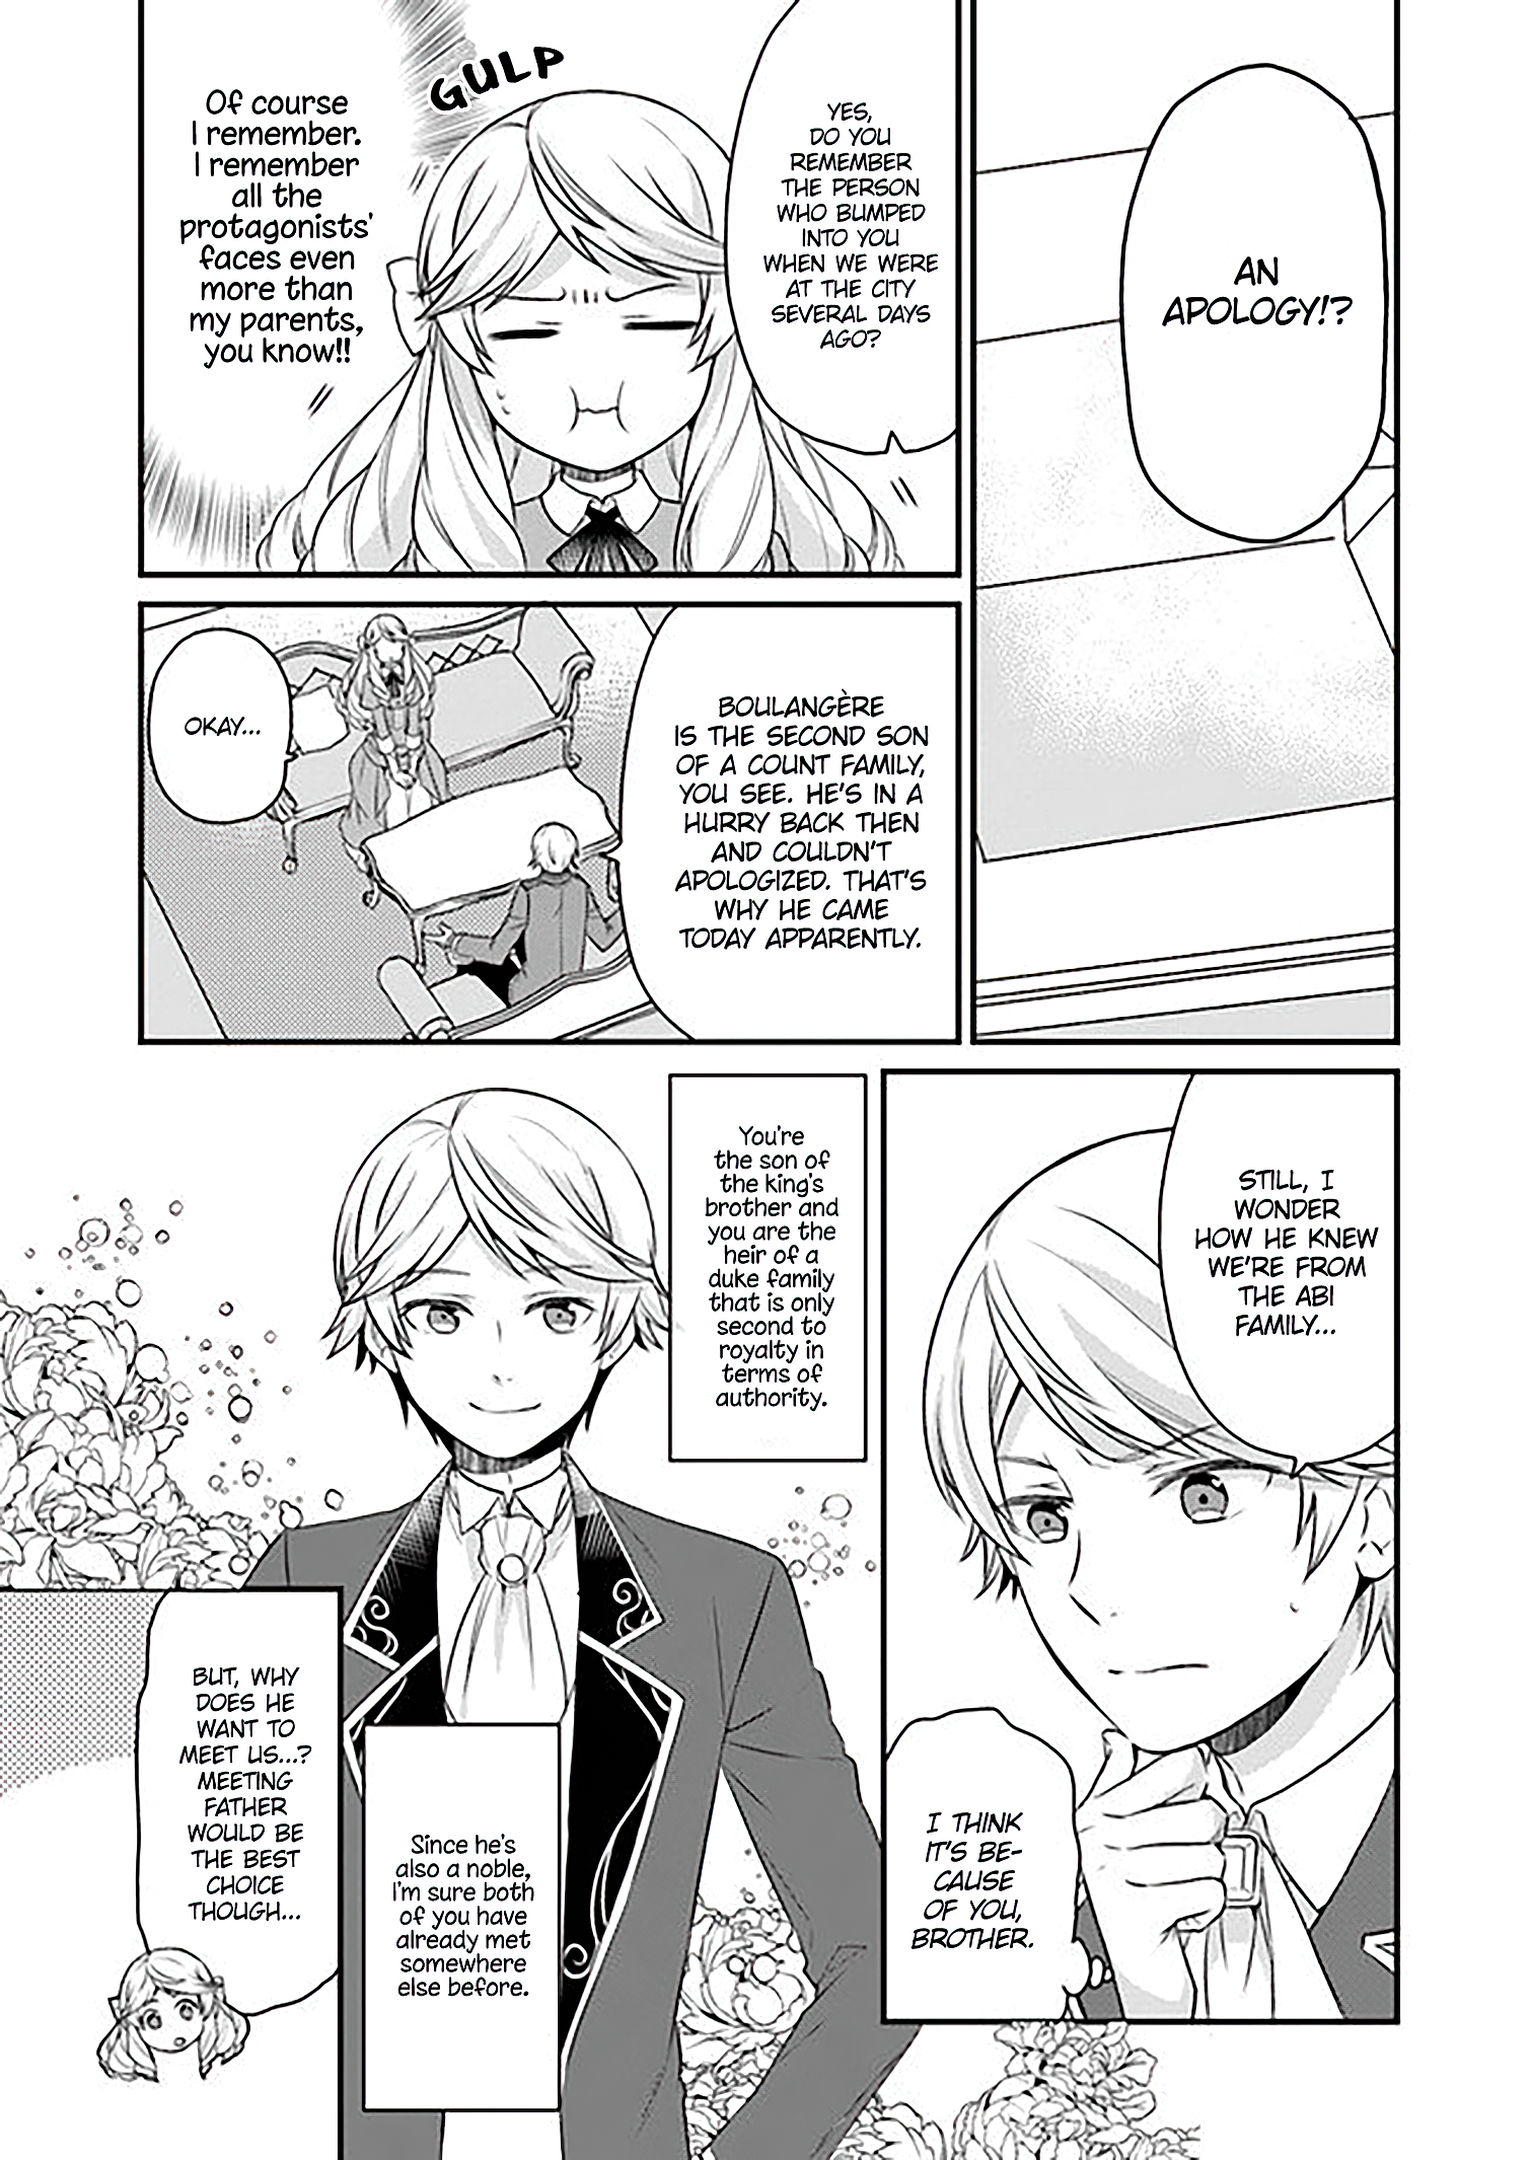 AN
APOLOGY!?
YES,
DO YOU
REMEMBER
THE PERSON
WHO BUMPED
INTO YOU
WHEN WE WERE
AT THE CITY
SEVERAL DAYS
AGO?
GULP
Of course
I remember.
I remember
all the
protagonists'
faces even
more than
my parents,
you know!!
BOULANGÈRE
IS THE SECOND SON
OF A COUNT FAMILY,
YOU SEE. HE'S IN A
HURRY BACK THEN
AND COULDN'T
APOLOGIZED. THAT'S
WHY HE CAME
TODAY APPARENTLY.
OKAY...
STILL, I
WONDER
HOW HE KNEW
WE'RE FROM
THE ABI
FAMILY...
I THINK
IT'S BE-
CAUSE
OF YOU,
BROTHER.
You're
the son of
the king's
brother and
you are the
heir of a
duke family
that is only
second to
royalty in
terms of
authority.
Since he's
also a noble,
I'm sure both
of you have
already met
somewhere
else before.
BUT, WHY
DOES HE
WANT TO
MEET US...?
MEETING
FATHER
WOULD BE
THE BEST
CHOICE
THOUGH...